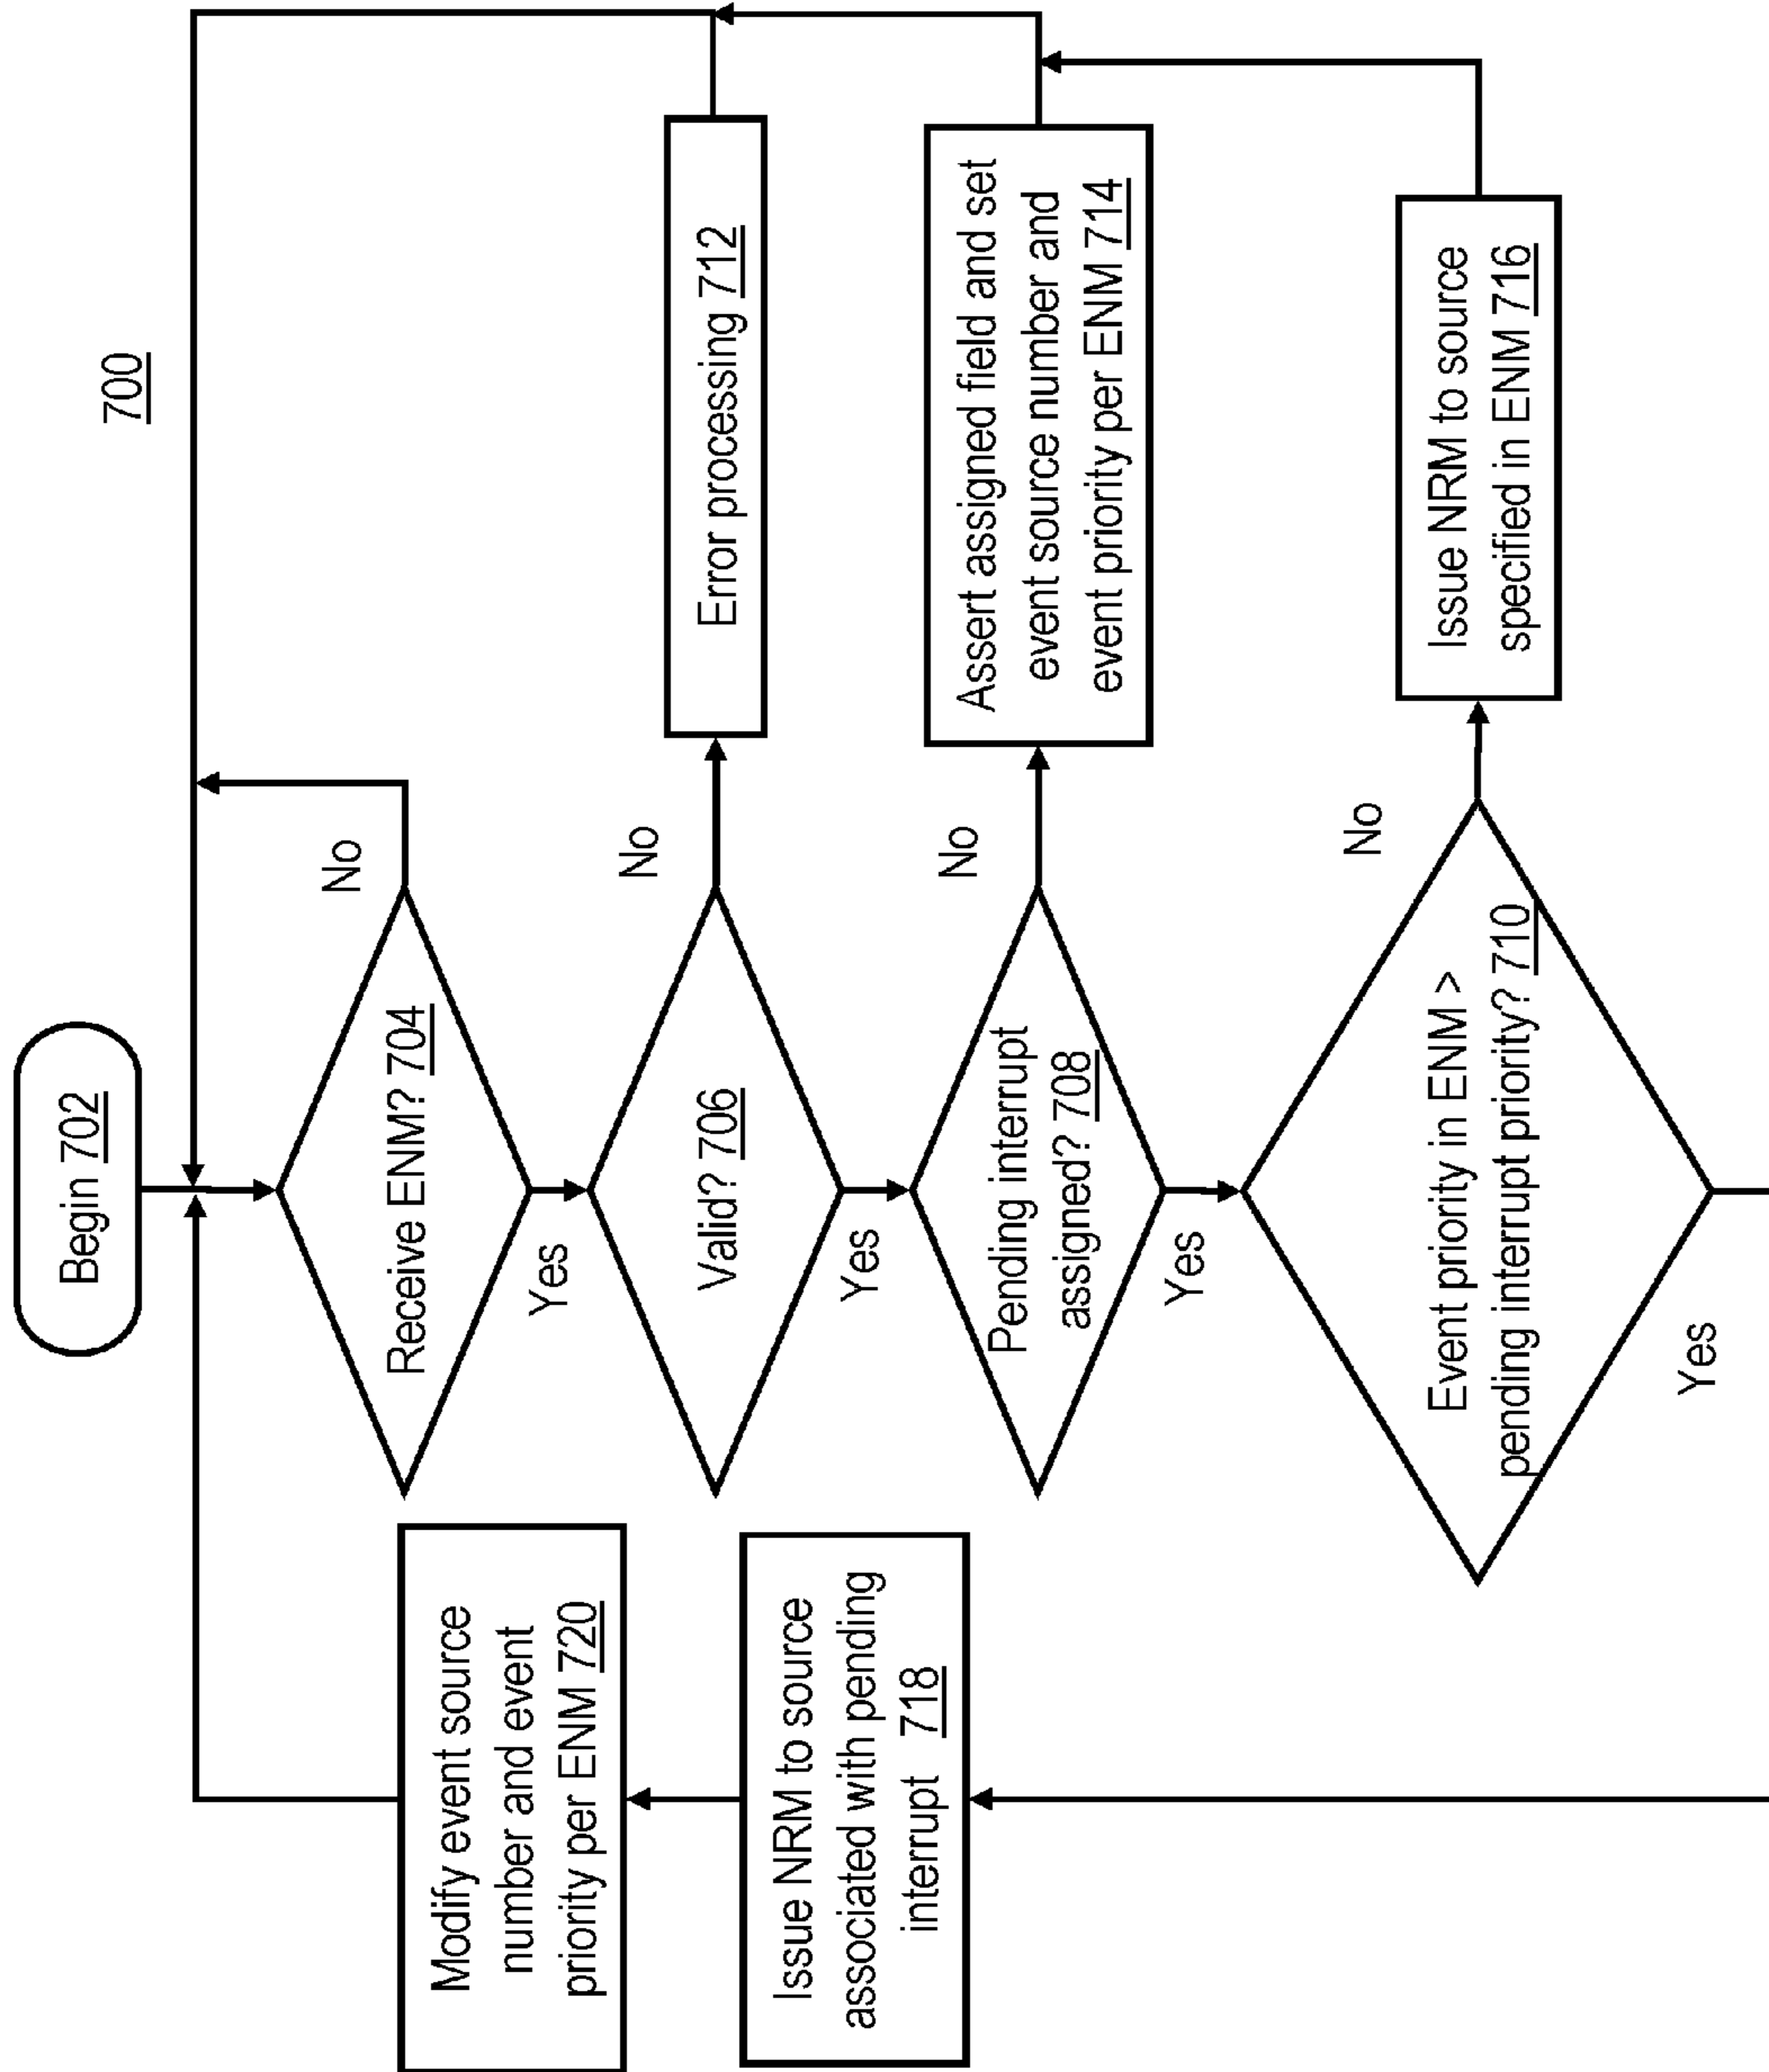 700
Begin 702
Receive ENM? 704
No
Yes
Valid? 706
No
Yes
Error processing 712
Pending interrupt
assigned? 708
No
Yes
Assert assigned field and set
event source number and
event priority per ENM 714
Event priority in ENM >
pending interrupt priority? 710
No
Yes
Issue NRM to source
specified in ENM 716
Issue NRM to source
associated with pending
interrupt 718
Modify event source
number and event
priority per ENM 720